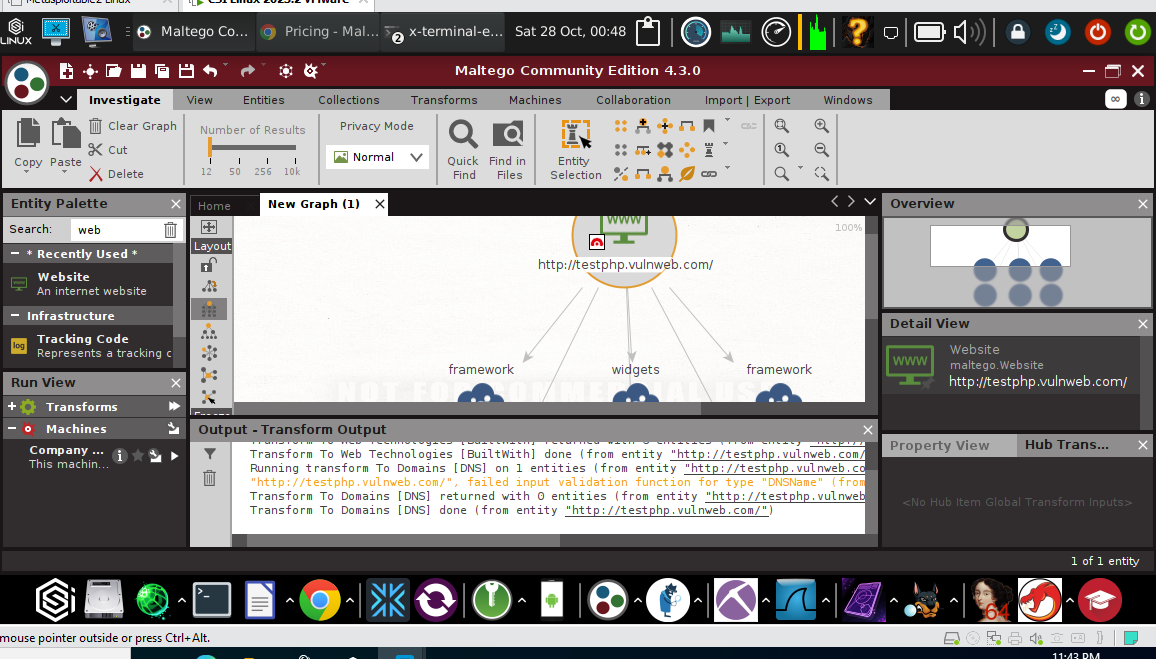 Metasploitable2 Linux
CSI Linux 2023.2 VMware
LINUX
Maltego Co...
Pricing - Mal...
2 x-terminal-e...
Sat 28 Oct, 00:48
Maltego Community Edition 4.3.0
Investigate View Entities Collections Transforms Machines Collaboration Import | Export Windows
Copy
Paste
Clear Graph
Cut
Delete
Number of Results
12 50 256 10k
Privacy Mode
Normal
Quick Find
Find in Files
Entity Selection
Entity Palette
Search: web
* Recently Used *
Website
An internet website
Infrastructure
log
Tracking Code
Represents a tracking c
Run View
Transforms
Machines
Company ...
This machin...
Home New Graph (1)
Layout
Freeze
100%
WWW
http://testphp.vulnweb.com/
framework widgets framework
NOT FOR COMMERCIAL USE
Output - Transform Output
Transform To Web Technologies [BuiltWith] returned with 6 entities (from entity "http://
Transform To Web Technologies [BuiltWith] done (from entity "http://testphp.vulnweb.com/
Running transform To Domains [DNS] on 1 entities (from entity "http://testphp.vulnweb.co
"http://testphp.vulnweb.com/", failed input validation function for type "DNSName" (from
Transform To Domains [DNS] returned with 0 entities (from entity "http://testphp.vulnweb
Transform To Domains [DNS] done (from entity "http://testphp.vulnweb.com/")
Overview
Detail View
WWW
Website
maltego.Website
http://testphp.vulnweb.com/
Property View Hub Trans...
<No Hub Item Global Transform Inputs>
1 of 1 entity
64
mouse pointer outside or press Ctrl+Alt.
11:43 PM